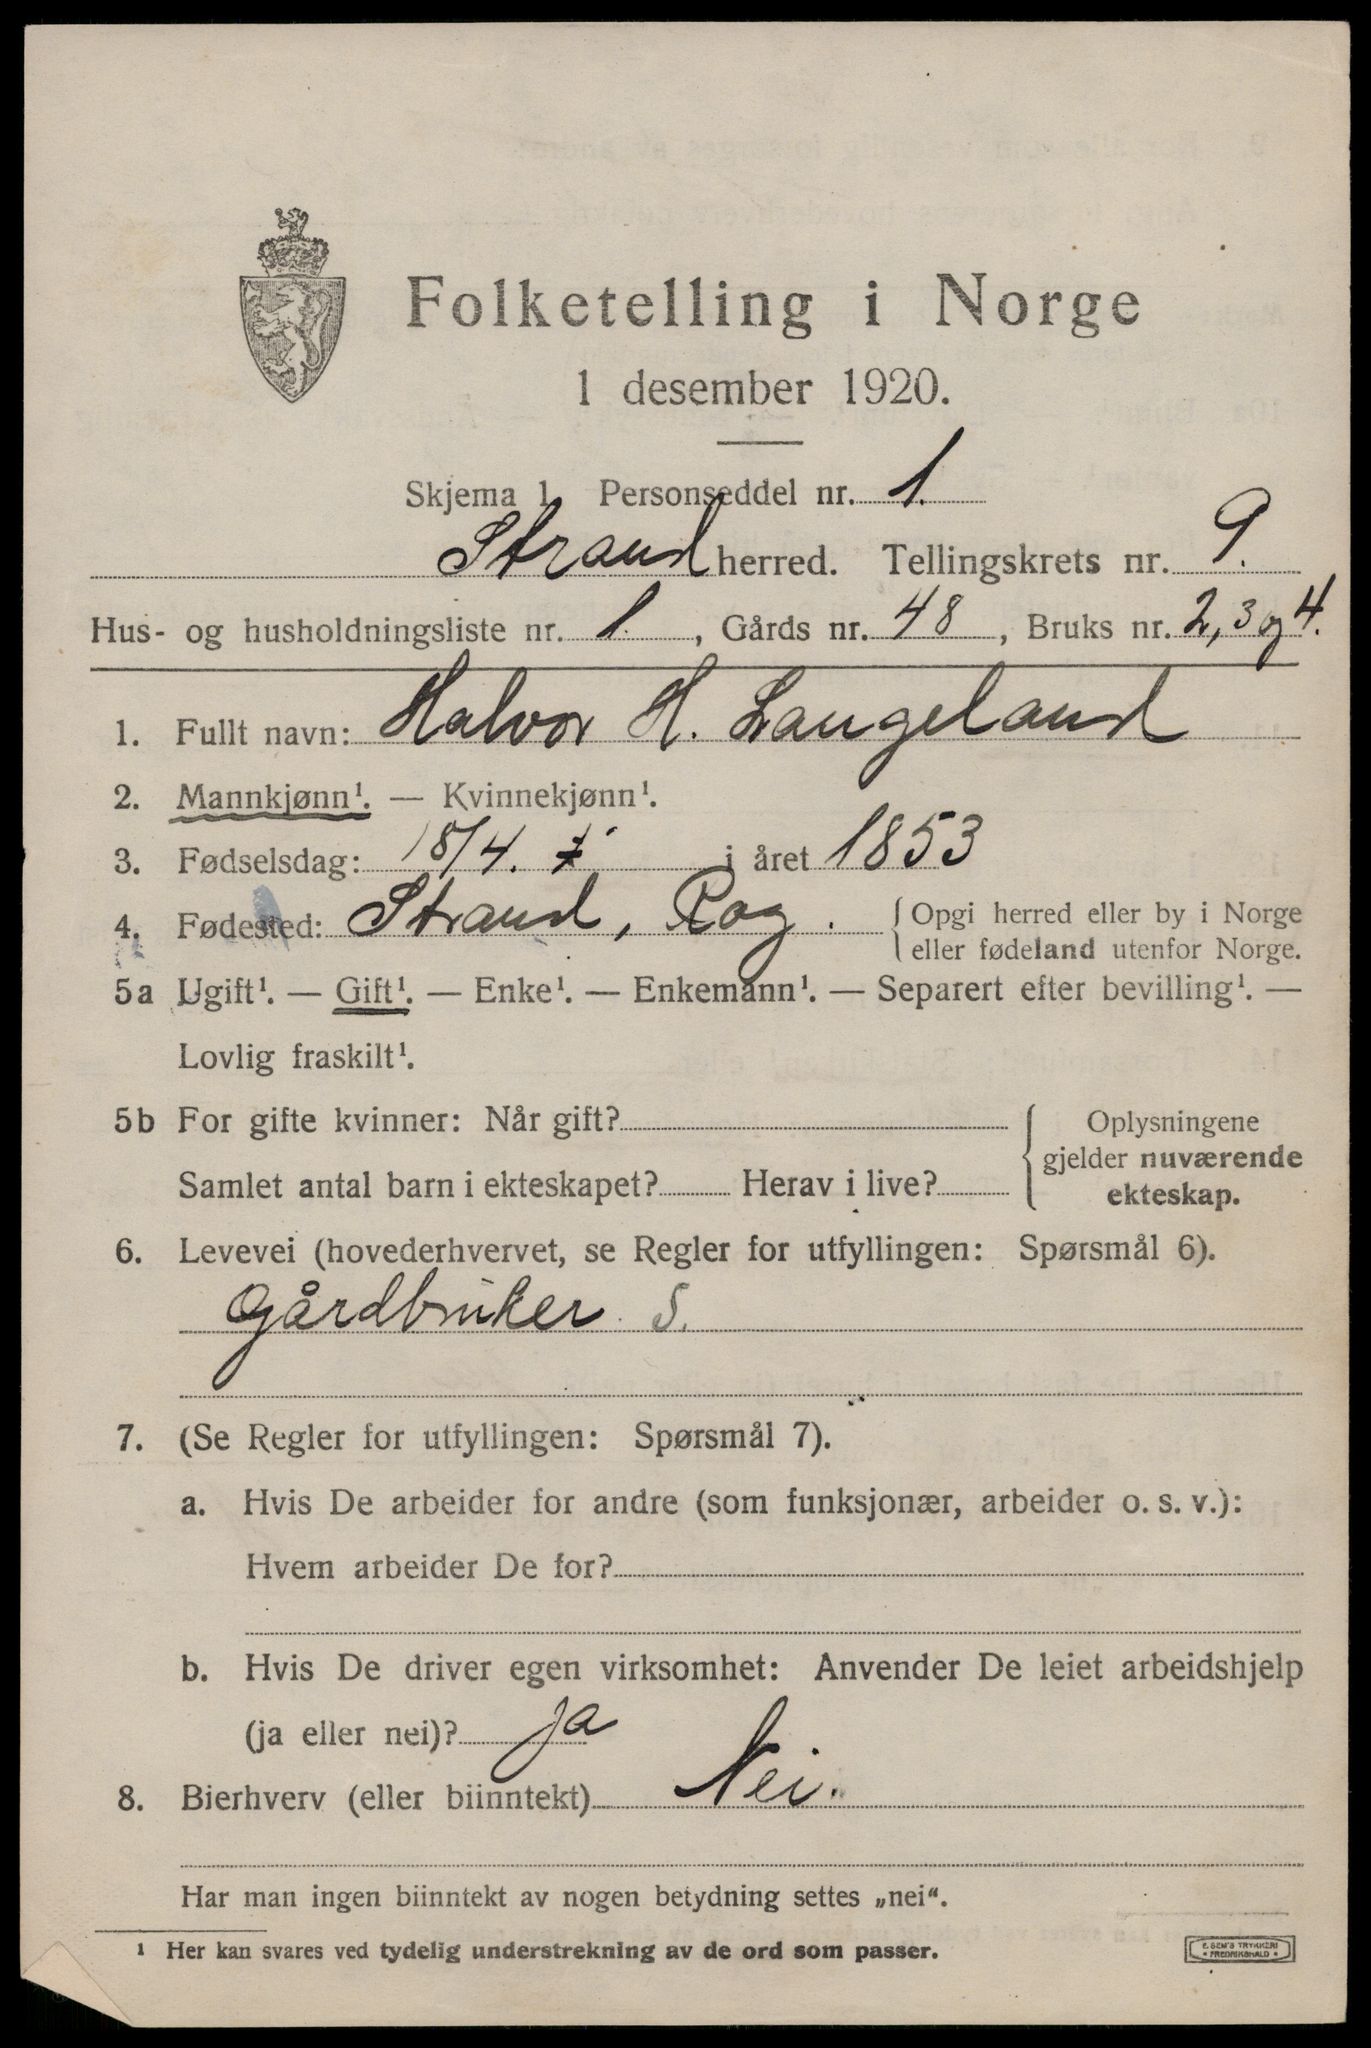 Folketelling i Norge
1 desember 1920.
Skjema 1 Personseddel nr. 1.
Strand herred. Tellingskrets nr. 9.
Hus- og husholdningsliste nr. 1. , Gårds nr. 48 , Bruks nr. 2, 3 og 4.
1. Fullt navn: Halvor H. Langeland
2. Mannkjønn¹. — Kvinnekjønn¹.
3. Fødselsdag: 18/4. i året 1853
4. Fødested: Strand, Rog. { Opgi herred eller by i Norge
eller fødeland utenfor Norge.
5a Ugift¹. — Gift¹. — Enke¹. — Enkemann¹. — Separert efter bevilling¹. —
Lovlig fraskilt¹.
5b For gifte kvinner: Når gift? { Oplysningene
gjelder nuværende
Samlet antal barn i ekteskapet? Herav i live? ekteskap.
6. Levevei (hovederhvervet, se Regler for utfyllingen: Spørsmål 6).
Gårdbruker S.
7. (Se Regler for utfyllingen: Spørsmål 7).
a. Hvis De arbeider for andre (som funksjonær, arbeider o. s. v.):
Hvem arbeider De for?
b. Hvis De driver egen virksomhet: Anvender De leiet arbeidshjelp
(ja eller nei)? ja
8. Bierhverv (eller biinntekt) Nei.
Har man ingen biinntekt av nogen betydning settes „nei“.
¹ Her kan svares ved tydelig understrekning av de ord som passer.
E. SEM'S TRYKKERI
• FREDRIKSHALD •